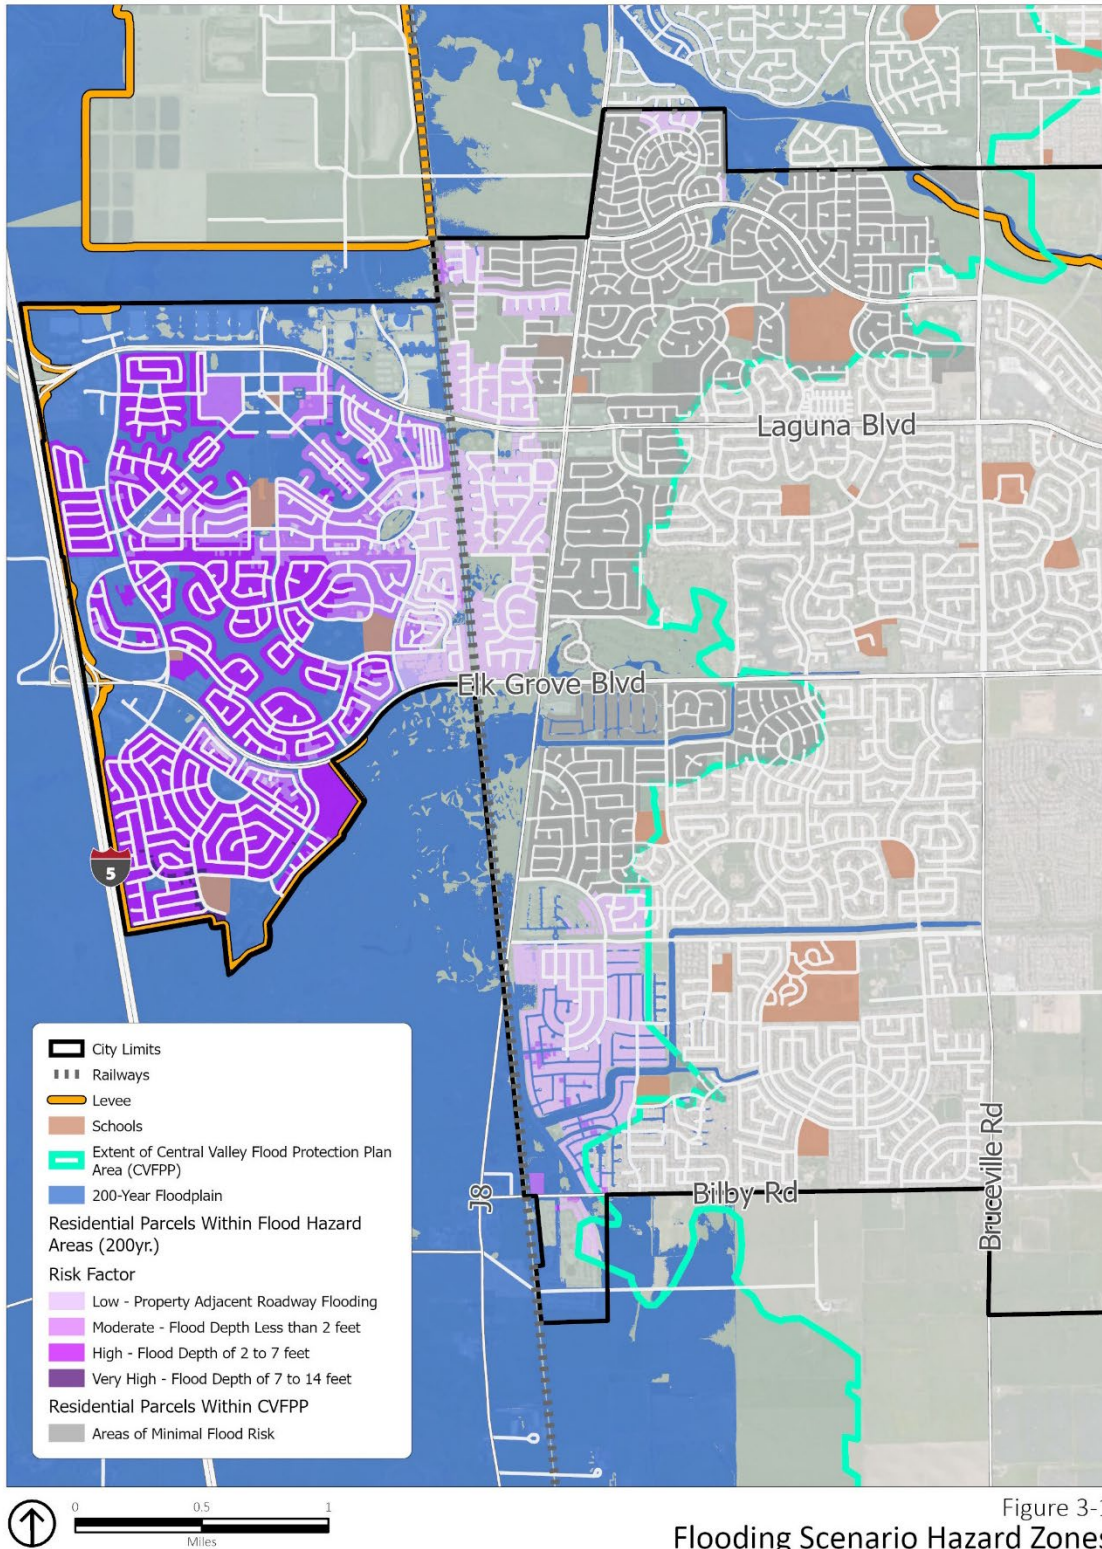 Laguna Blvd
Elk Grove Blvd
5
City Limits
Railways
Levee
Schools
Extent of Central Valley Flood Protection Plan
Area (CVFPP)
200-Year Floodplain
Residential Parcels Within Flood Hazard
Areas (200yr.)
Risk Factor
Low - Property Adjacent Roadway Flooding
Moderate - Flood Depth Less than 2 feet
High - Flood Depth of 2 to 7 feet
Very High - Flood Depth of 7 to 14 feet
Residential Parcels Within CVFPP
Areas of Minimal Flood Risk
J8
Bilby Rd
Bruceville Rd
0 0.5 1
Miles
Figure 3-1
Flooding Scenario Hazard Zones